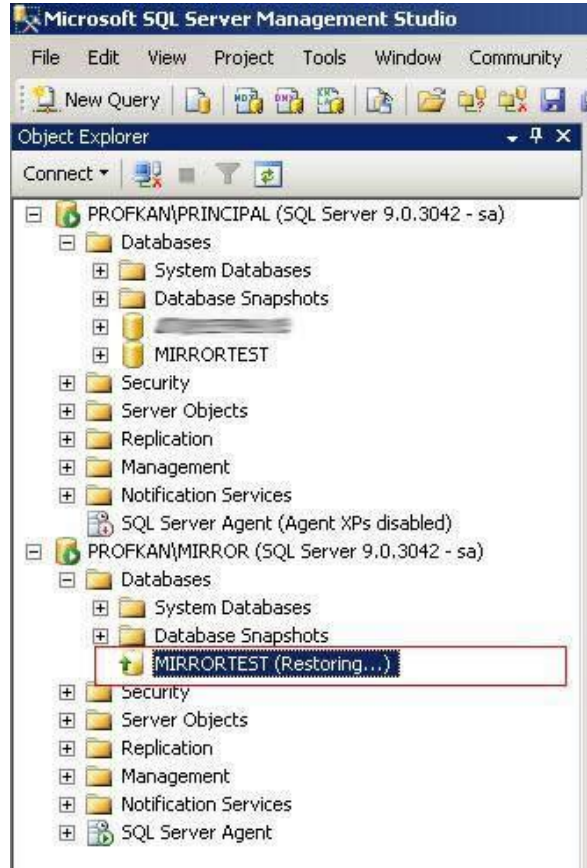 Microsoft SQL Server Management Studio
File Edit View Project Tools Window Community
New Query
Object Explorer
Connect
PROFKAN\PRINCIPAL (SQL Server 9.0.3042 - sa)
Databases
System Databases
Database Snapshots
MIRRORTEST
Security
Server Objects
Replication
Management
Notification Services
SQL Server Agent (Agent XPs disabled)
PROFKAN\MIRROR (SQL Server 9.0.3042 - sa)
Databases
System Databases
Database Snapshots
MIRRORTEST (Restoring...)
Security
Server Objects
Replication
Management
Notification Services
SQL Server Agent